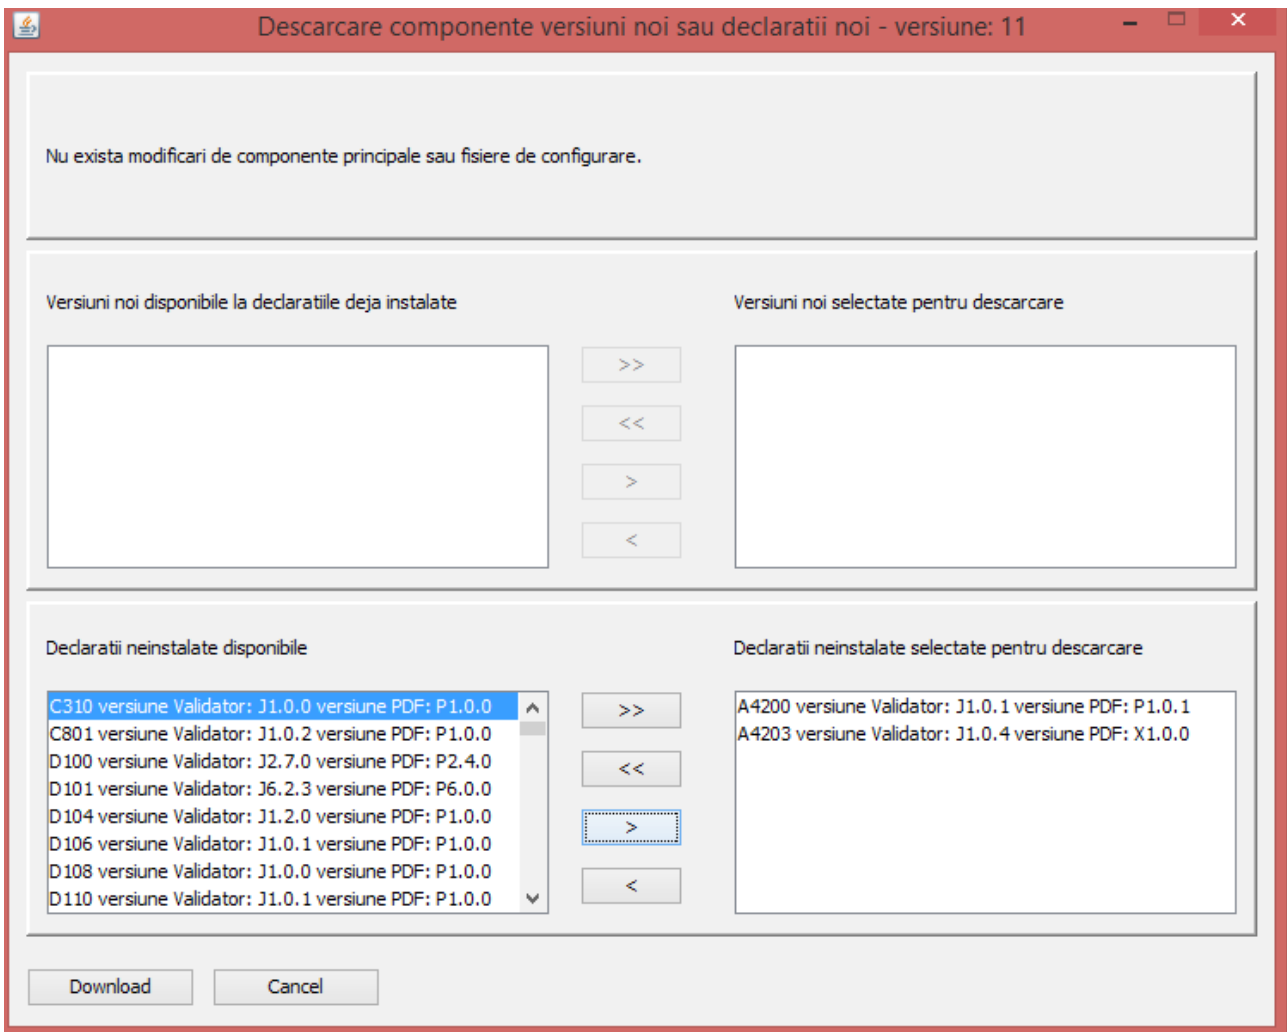 Descarcare componente versiuni noi sau declaratii noi - versiune: 11
Nu exista modificari de componente principale sau fisiere de configurare.
Versiuni noi disponibile la declaratiile deja instalate
Versiuni noi selectate pentru descarcare
>>
<<
>
<
Declaratii neinstalate disponibile
Declaratii neinstalate selectate pentru descarcare
C310 versiune Validator: J1.0.0 versiune PDF: P1.0.0
C801 versiune Validator: J1.0.2 versiune PDF: P1.0.0
D100 versiune Validator: J2.7.0 versiune PDF: P2.4.0
D101 versiune Validator: J6.2.3 versiune PDF: P6.0.0
D104 versiune Validator: J1.2.0 versiune PDF: P1.0.0
D106 versiune Validator: J1.0.1 versiune PDF: P1.0.0
D108 versiune Validator: J1.0.0 versiune PDF: P1.0.0
D110 versiune Validator: J1.0.1 versiune PDF: P1.0.0
>>
<<
>
<
A4200 versiune Validator: J1.0.1 versiune PDF: P1.0.1
A4203 versiune Validator: J1.0.4 versiune PDF: X1.0.0
Download
Cancel